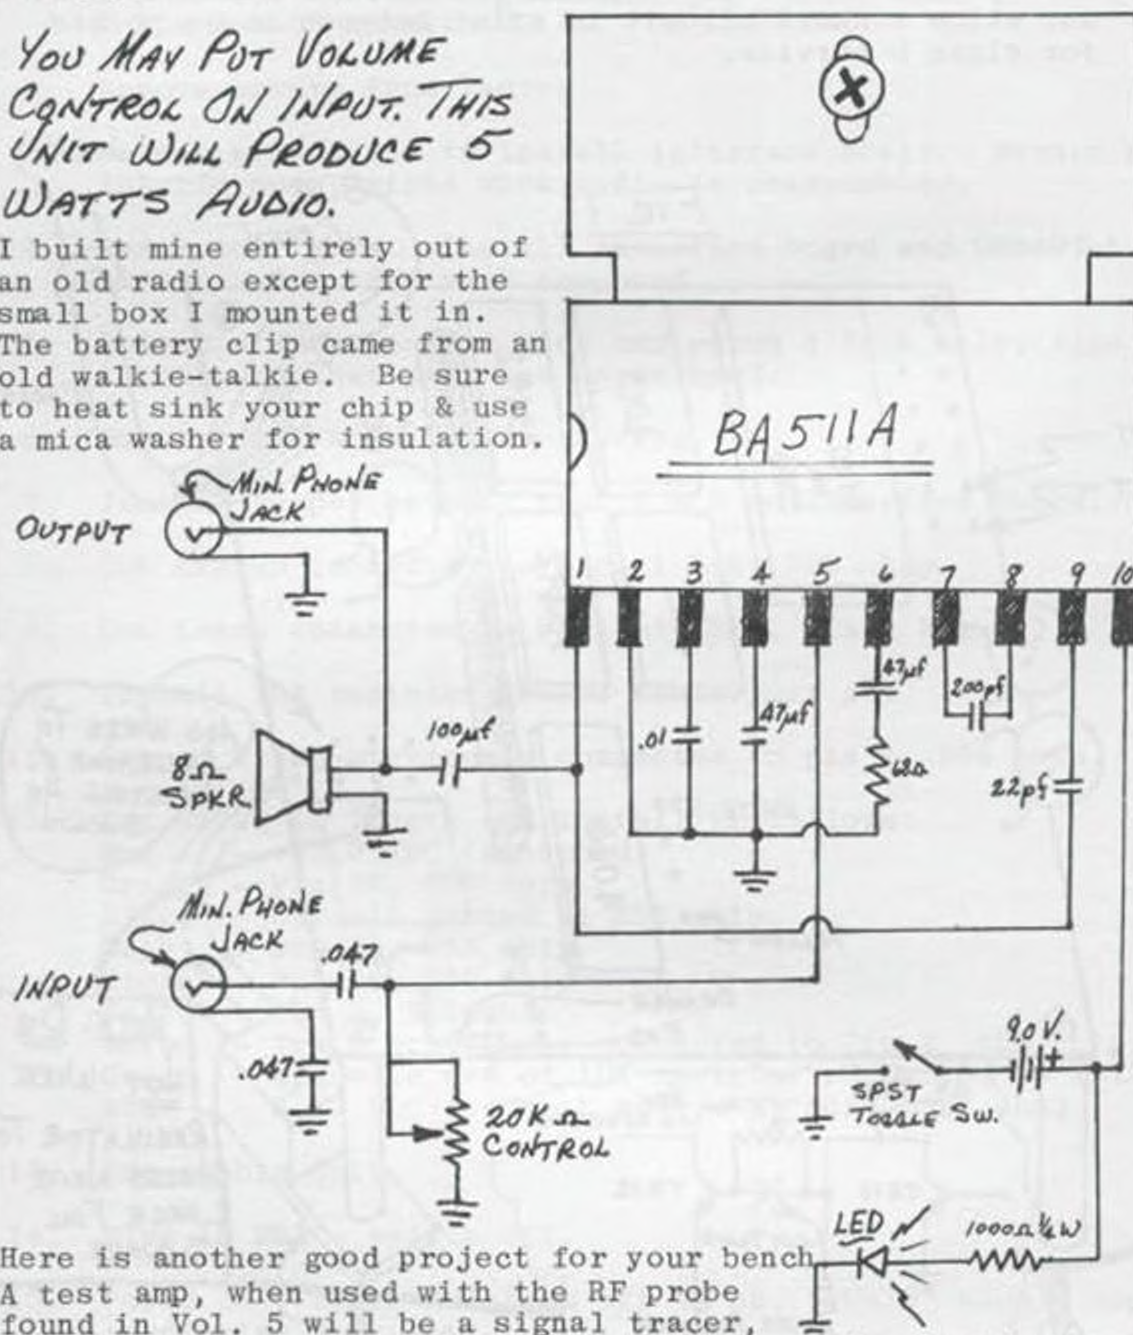 YOU MAY PUT VOLUME
CONTROL ON INPUT. THIS
UNIT WILL PRODUCE 5
WATTS AUDIO.
I built mine entirely out of
an old radio except for the
small box I mounted it in.
The battery clip came from an
old walkie-talkie. Be sure
to heat sink your chip & use
a mica washer for insulation.
BA511A
MIN. PHONE
JACK
OUTPUT
1 2 3 4 5 6 7 8 9 10
47µf
200pf
.01
47µf
100µf
8Ω
SPKR
62Ω
22pf
MIN. PHONE
JACK
INPUT
.047
.047
20K Ω
CONTROL
9.0 V.
+
SPST
TOGGLE SW.
LED
1000Ω ¼ W
Here is another good project for your bench
A test amp, when used with the RF probe
found in Vol. 5 will be a signal tracer,